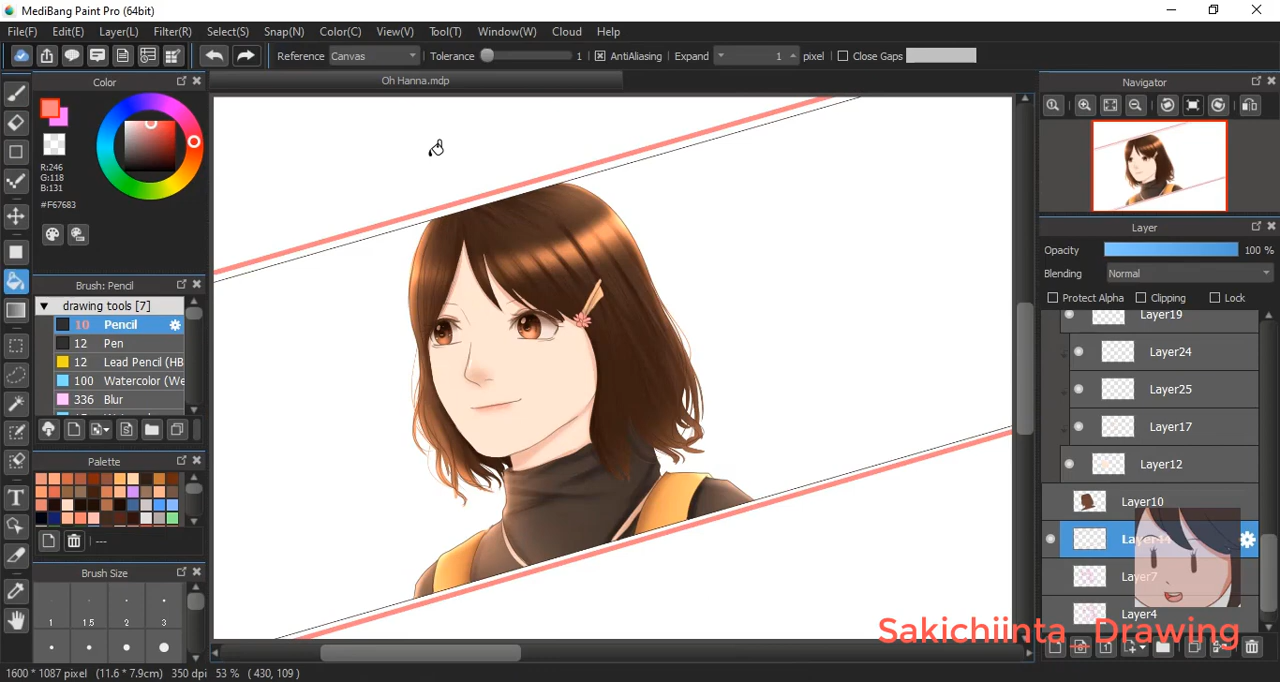 MediBang Paint Pro (64bit)
File(F) Edit(E) Layer(L) Filter(R) Select(S) Snap(N) Color(C) View(V) Tool(T) Window(W) Cloud Help
Reference Canvas Tolerance 1 AntiAliasing Expand 1 pixel Close Gaps
Color
Oh Hanna.mdp
Navigator
R:246
G:118
B:131
#F67683
Layer
Opacity 100 %
Blending Normal
Protect Alpha Clipping Lock
Brush: Pencil
drawing tools [7]
10 Pencil
12 Pen
12 Lead Pencil (HB
100 Watercolor (We
336 Blur
Layer19
Layer24
Layer25
Layer17
Layer12
Layer10
Layer44
Layer7
Layer4
Palette
---
Brush Size
1 1.5 2 3
Sakichiinta_Drawing
1600 * 1087 pixel (11.6 * 7.9cm) 350 dpi 53 % ( 430, 109 )